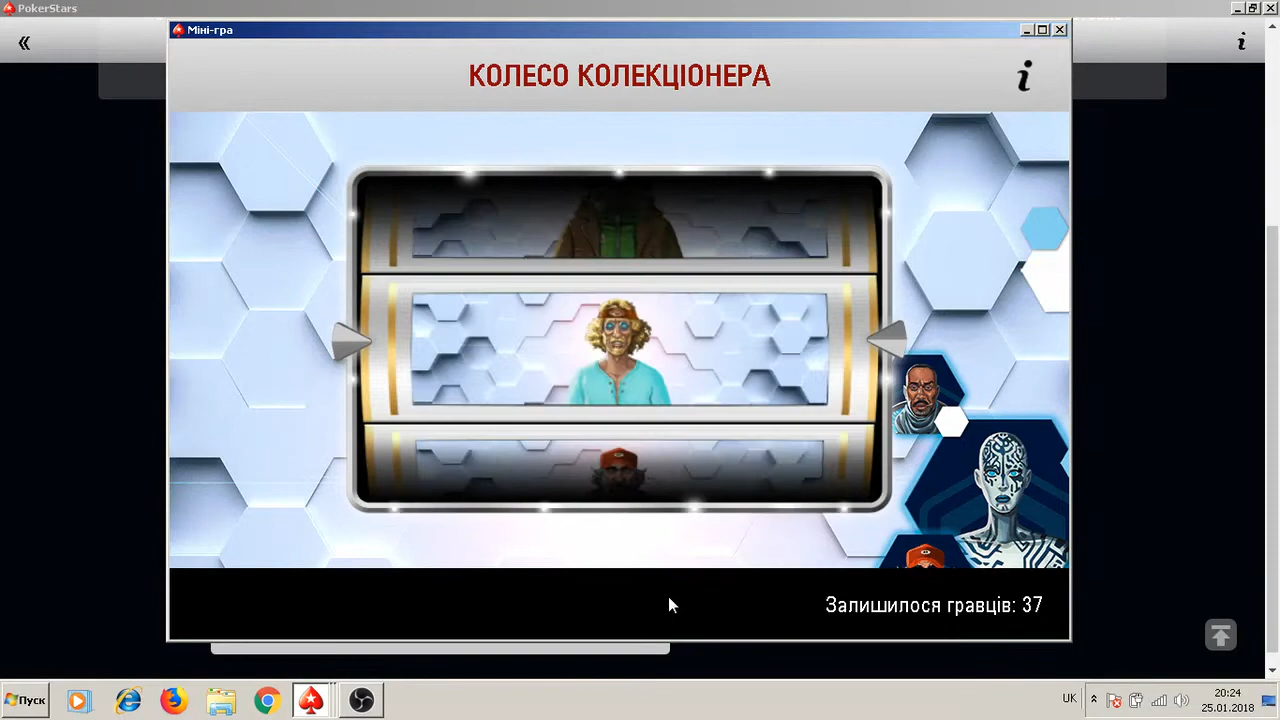 PokerStars
Міні-гра
КОЛЕСО КОЛЕКЦІОНЕРА
Залишилося гравців: 37
Пуск
UK
20:24
25.01.2018